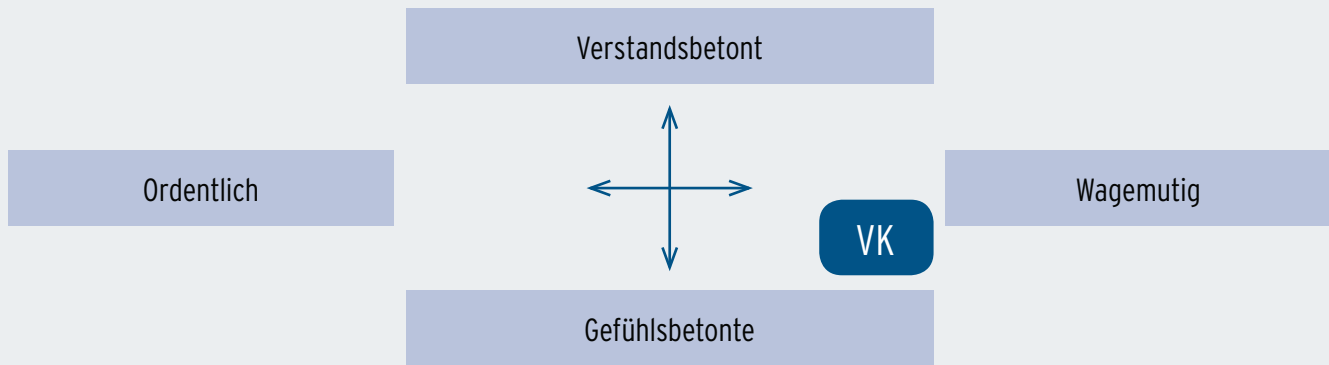 Verstandsbetont
Ordentlich
Wagemutig
VK
Gefühlsbetonte